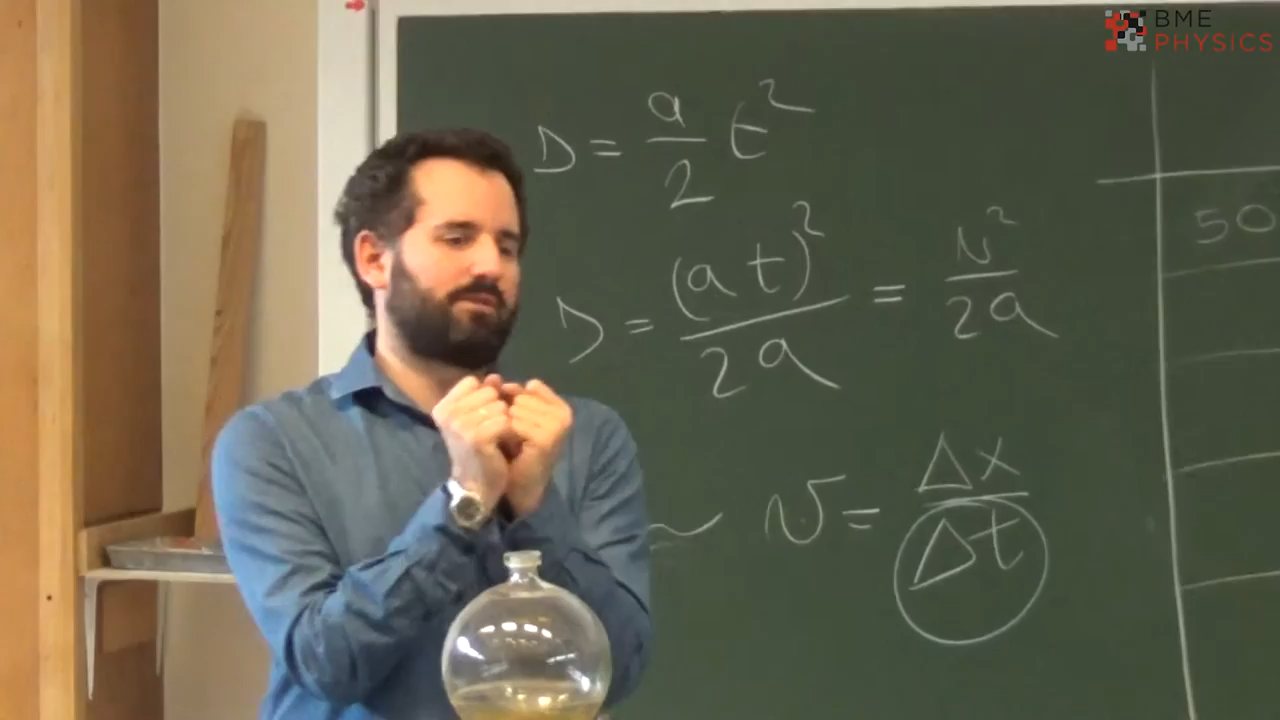 BME
PHYSICS
D = a/2 t²
D = (at)²/2a = v²/2a
~ v = Δx/Δt
50